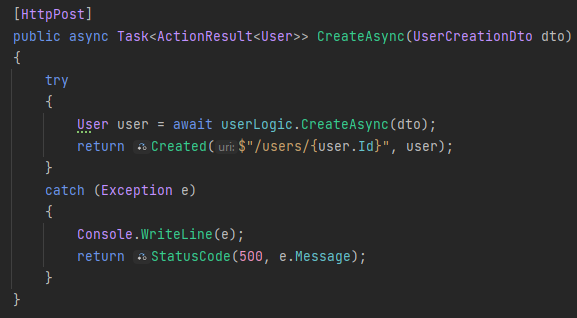 [HttpPost]
public async Task<ActionResult<User>> CreateAsync(UserCreationDto dto)
{
    try
    {
        User user = await userLogic.CreateAsync(dto);
        return Created(uri: $"/users/{user.Id}", user);
    }
    catch (Exception e)
    {
        Console.WriteLine(e);
        return StatusCode(500, e.Message);
    }
}